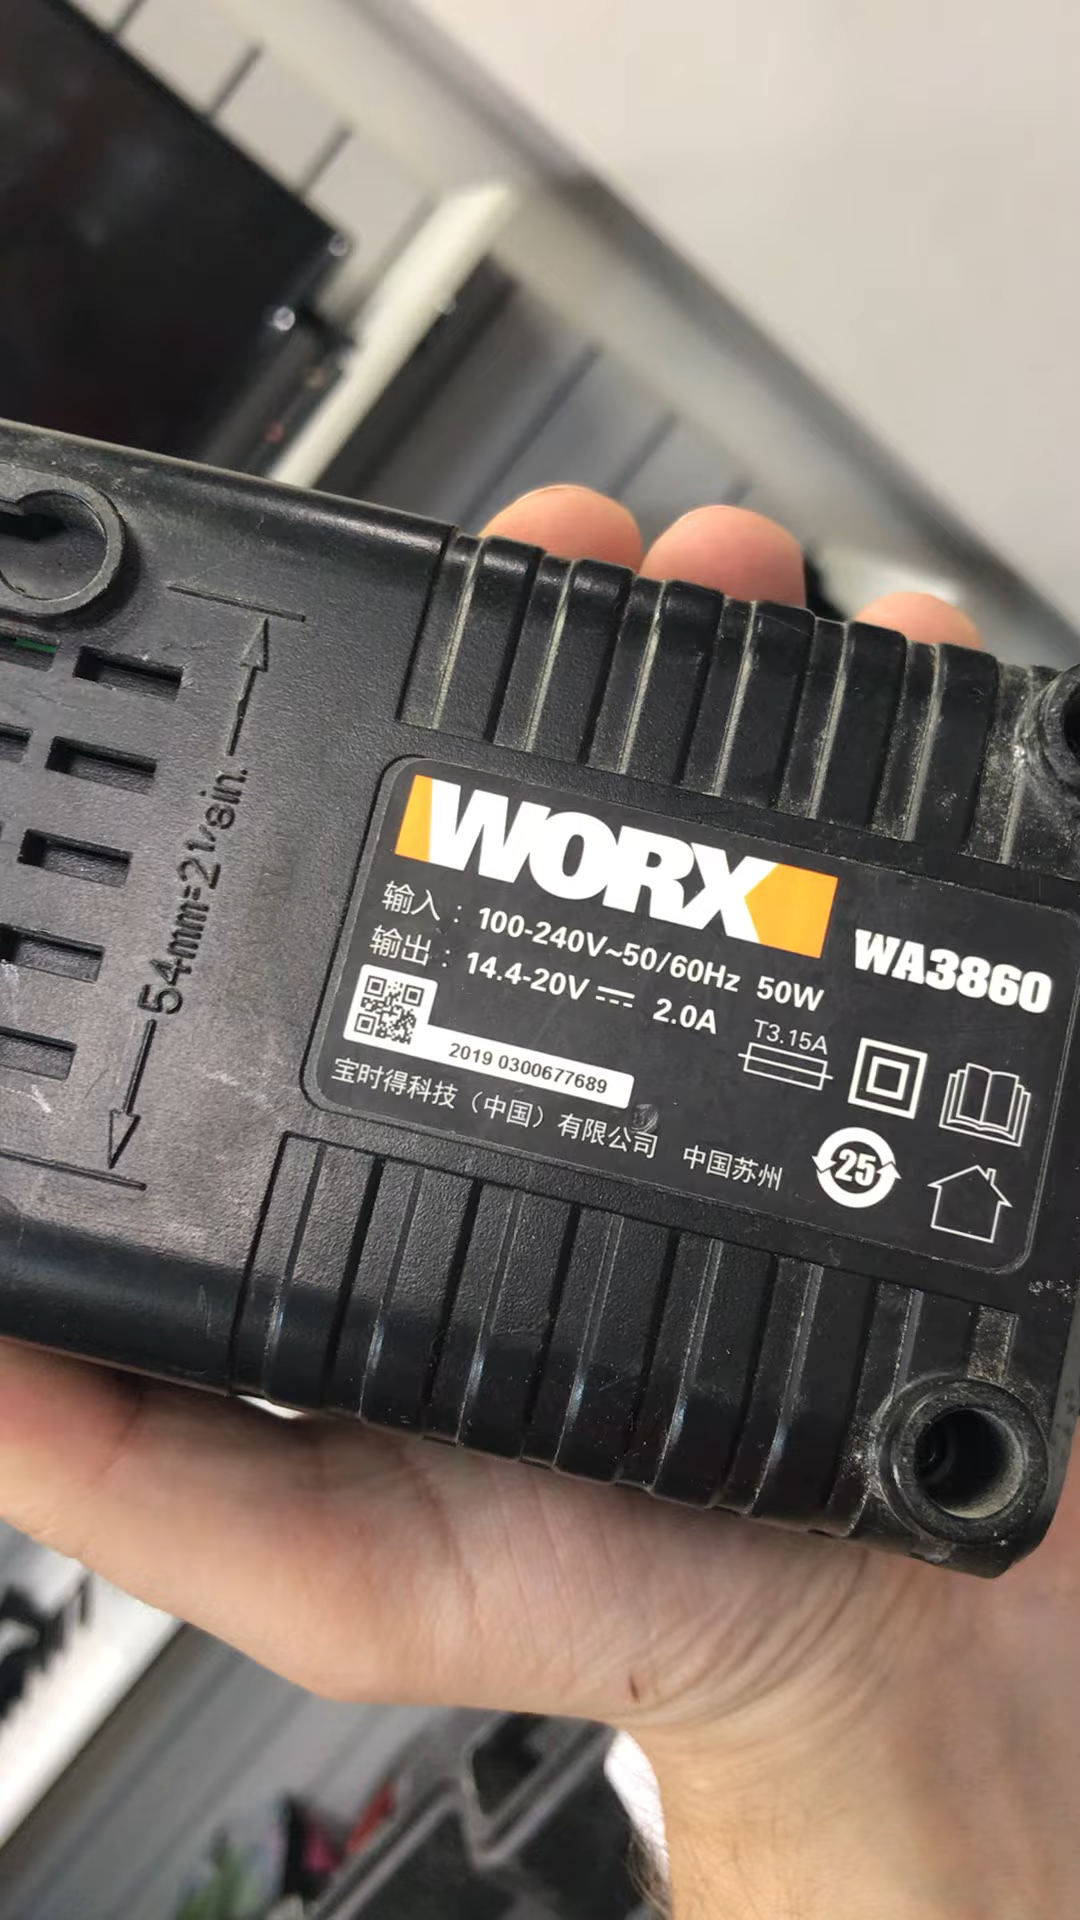 WORX
WA3860
输入：100-240V~50/60Hz 50W
输出：14.4-20V⎓ 2.0A
T3.15A
2019 0300677689
宝时得科技（中国）有限公司 中国苏州
25
54mm=2 1/8in.